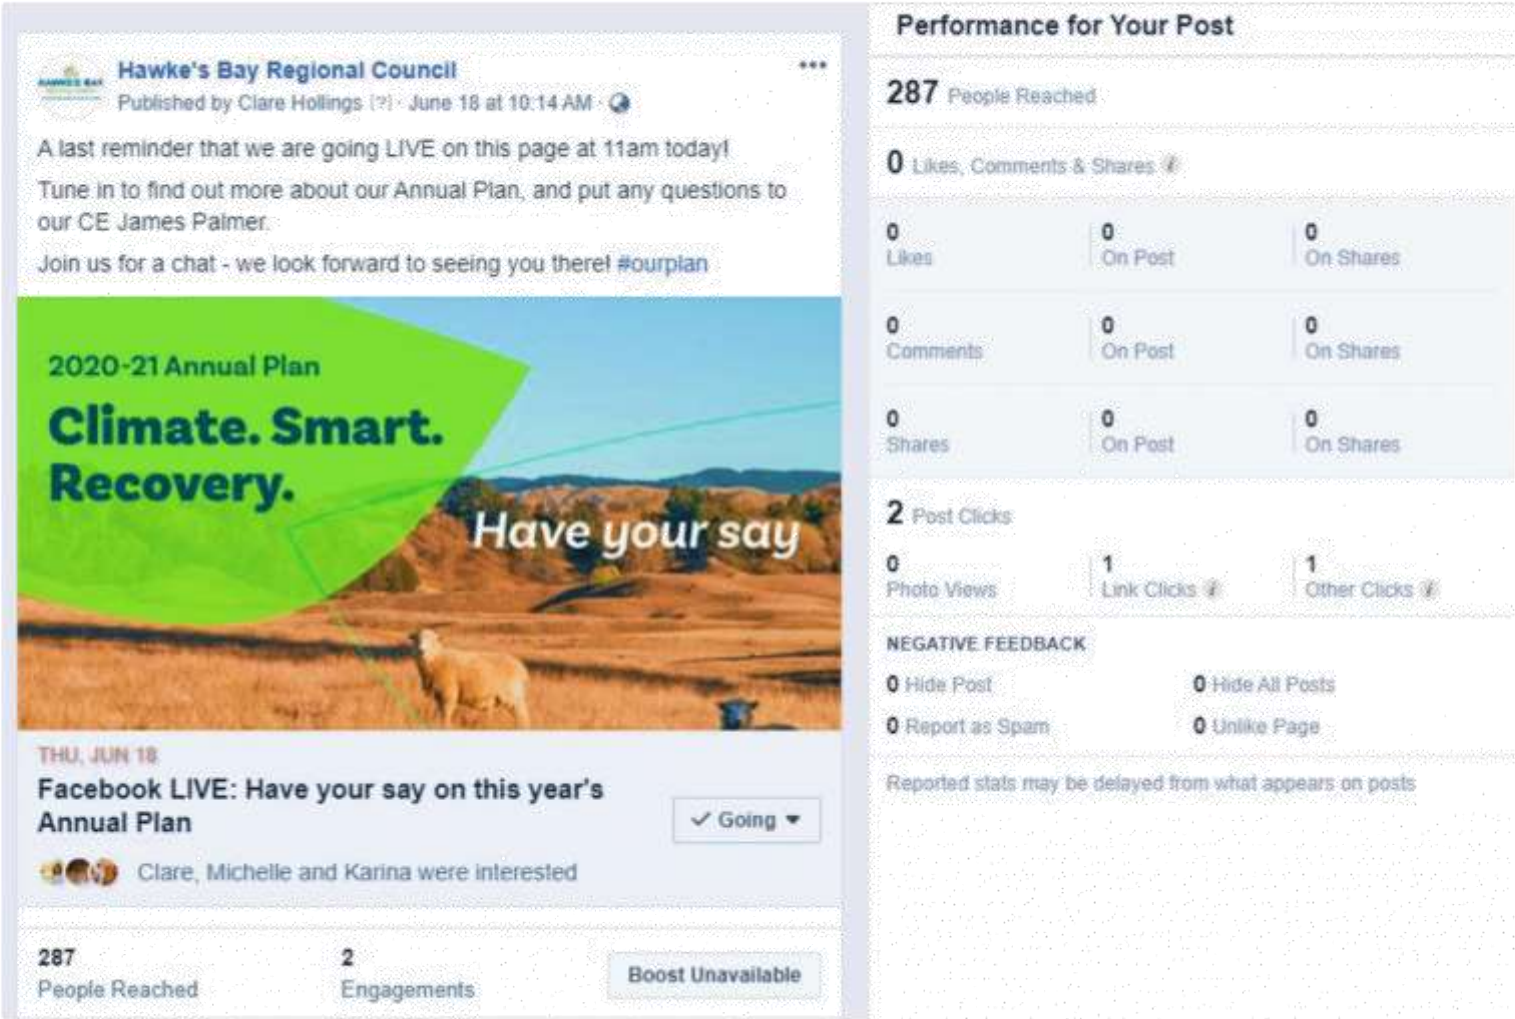 Hawke's Bay Regional Council
Published by Clare Hollings [?] · June 18 at 10:14 AM ·
A last reminder that we are going LIVE on this page at 11am today!
Tune in to find out more about our Annual Plan, and put any questions to
our CE James Palmer.
Join us for a chat - we look forward to seeing you there! #ourplan
2020-21 Annual Plan
Climate. Smart.
Recovery.
Have your say
THU, JUN 18
Facebook LIVE: Have your say on this year's
Annual Plan
Going
Clare, Michelle and Karina were interested
287
People Reached
2
Engagements
Boost Unavailable
Performance for Your Post
287 People Reached
0 Likes, Comments & Shares
0
Likes
0
On Post
0
On Shares
0
Comments
0
On Post
0
On Shares
0
Shares
0
On Post
0
On Shares
2 Post Clicks
0
Photo Views
1
Link Clicks
1
Other Clicks
NEGATIVE FEEDBACK
0 Hide Post
0 Hide All Posts
0 Report as Spam
0 Unlike Page
Reported stats may be delayed from what appears on posts